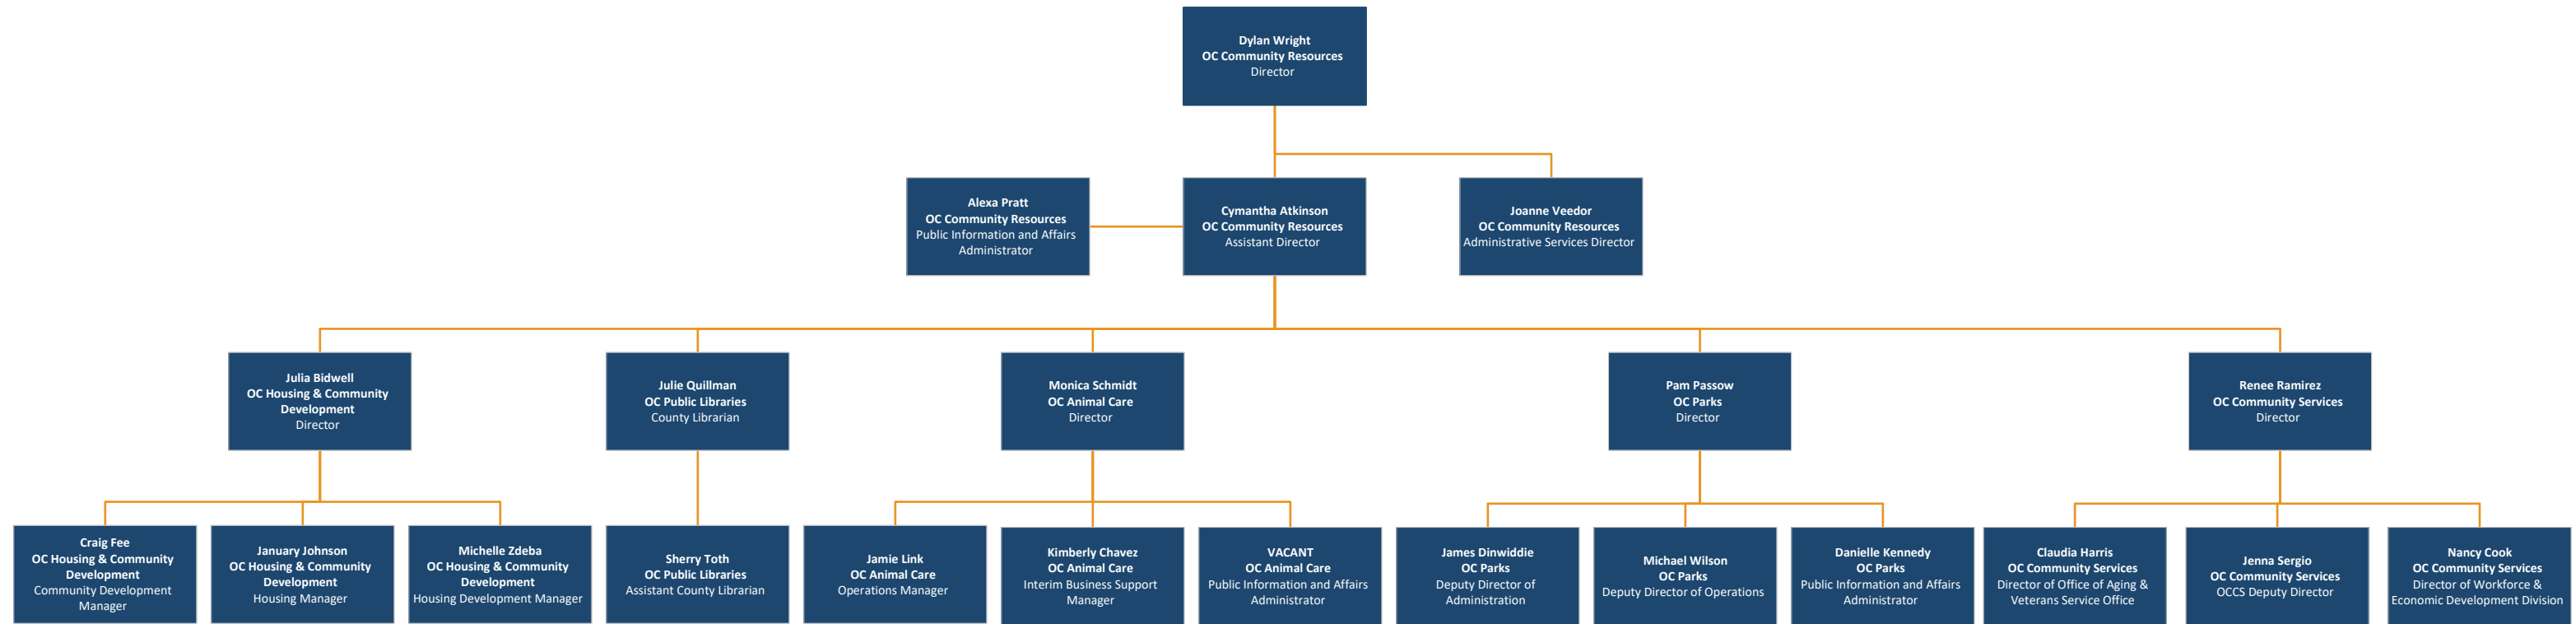 Dylan Wright
OC Community Resources
Director
Alexa Pratt
OC Community Resources
Public Information and Affairs
Administrator
Cymantha Atkinson
OC Community Resources
Assistant Director
Joanne Veedor
OC Community Resources
Administrative Services Director
Julia Bidwell
OC Housing & Community
Development
Director
Julie Quillman
OC Public Libraries
County Librarian
Monica Schmidt
OC Animal Care
Director
Pam Passow
OC Parks
Director
Renee Ramirez
OC Community Services
Director
Craig Fee
OC Housing & Community
Development
Community Development
Manager
January Johnson
OC Housing & Community
Development
Housing Manager
Michelle Zdeba
OC Housing & Community
Development
Housing Development Manager
Sherry Toth
OC Public Libraries
Assistant County Librarian
Jamie Link
OC Animal Care
Operations Manager
Kimberly Chavez
OC Animal Care
Interim Business Support
Manager
VACANT
OC Animal Care
Public Information and Affairs
Administrator
James Dinwiddie
OC Parks
Deputy Director of
Administration
Michael Wilson
OC Parks
Deputy Director of Operations
Danielle Kennedy
OC Parks
Public Information and Affairs
Administrator
Claudia Harris
OC Community Services
Director of Office of Aging &
Veterans Service Office
Jenna Sergio
OC Community Services
OCCS Deputy Director
Nancy Cook
OC Community Services
Director of Workforce &
Economic Development Division